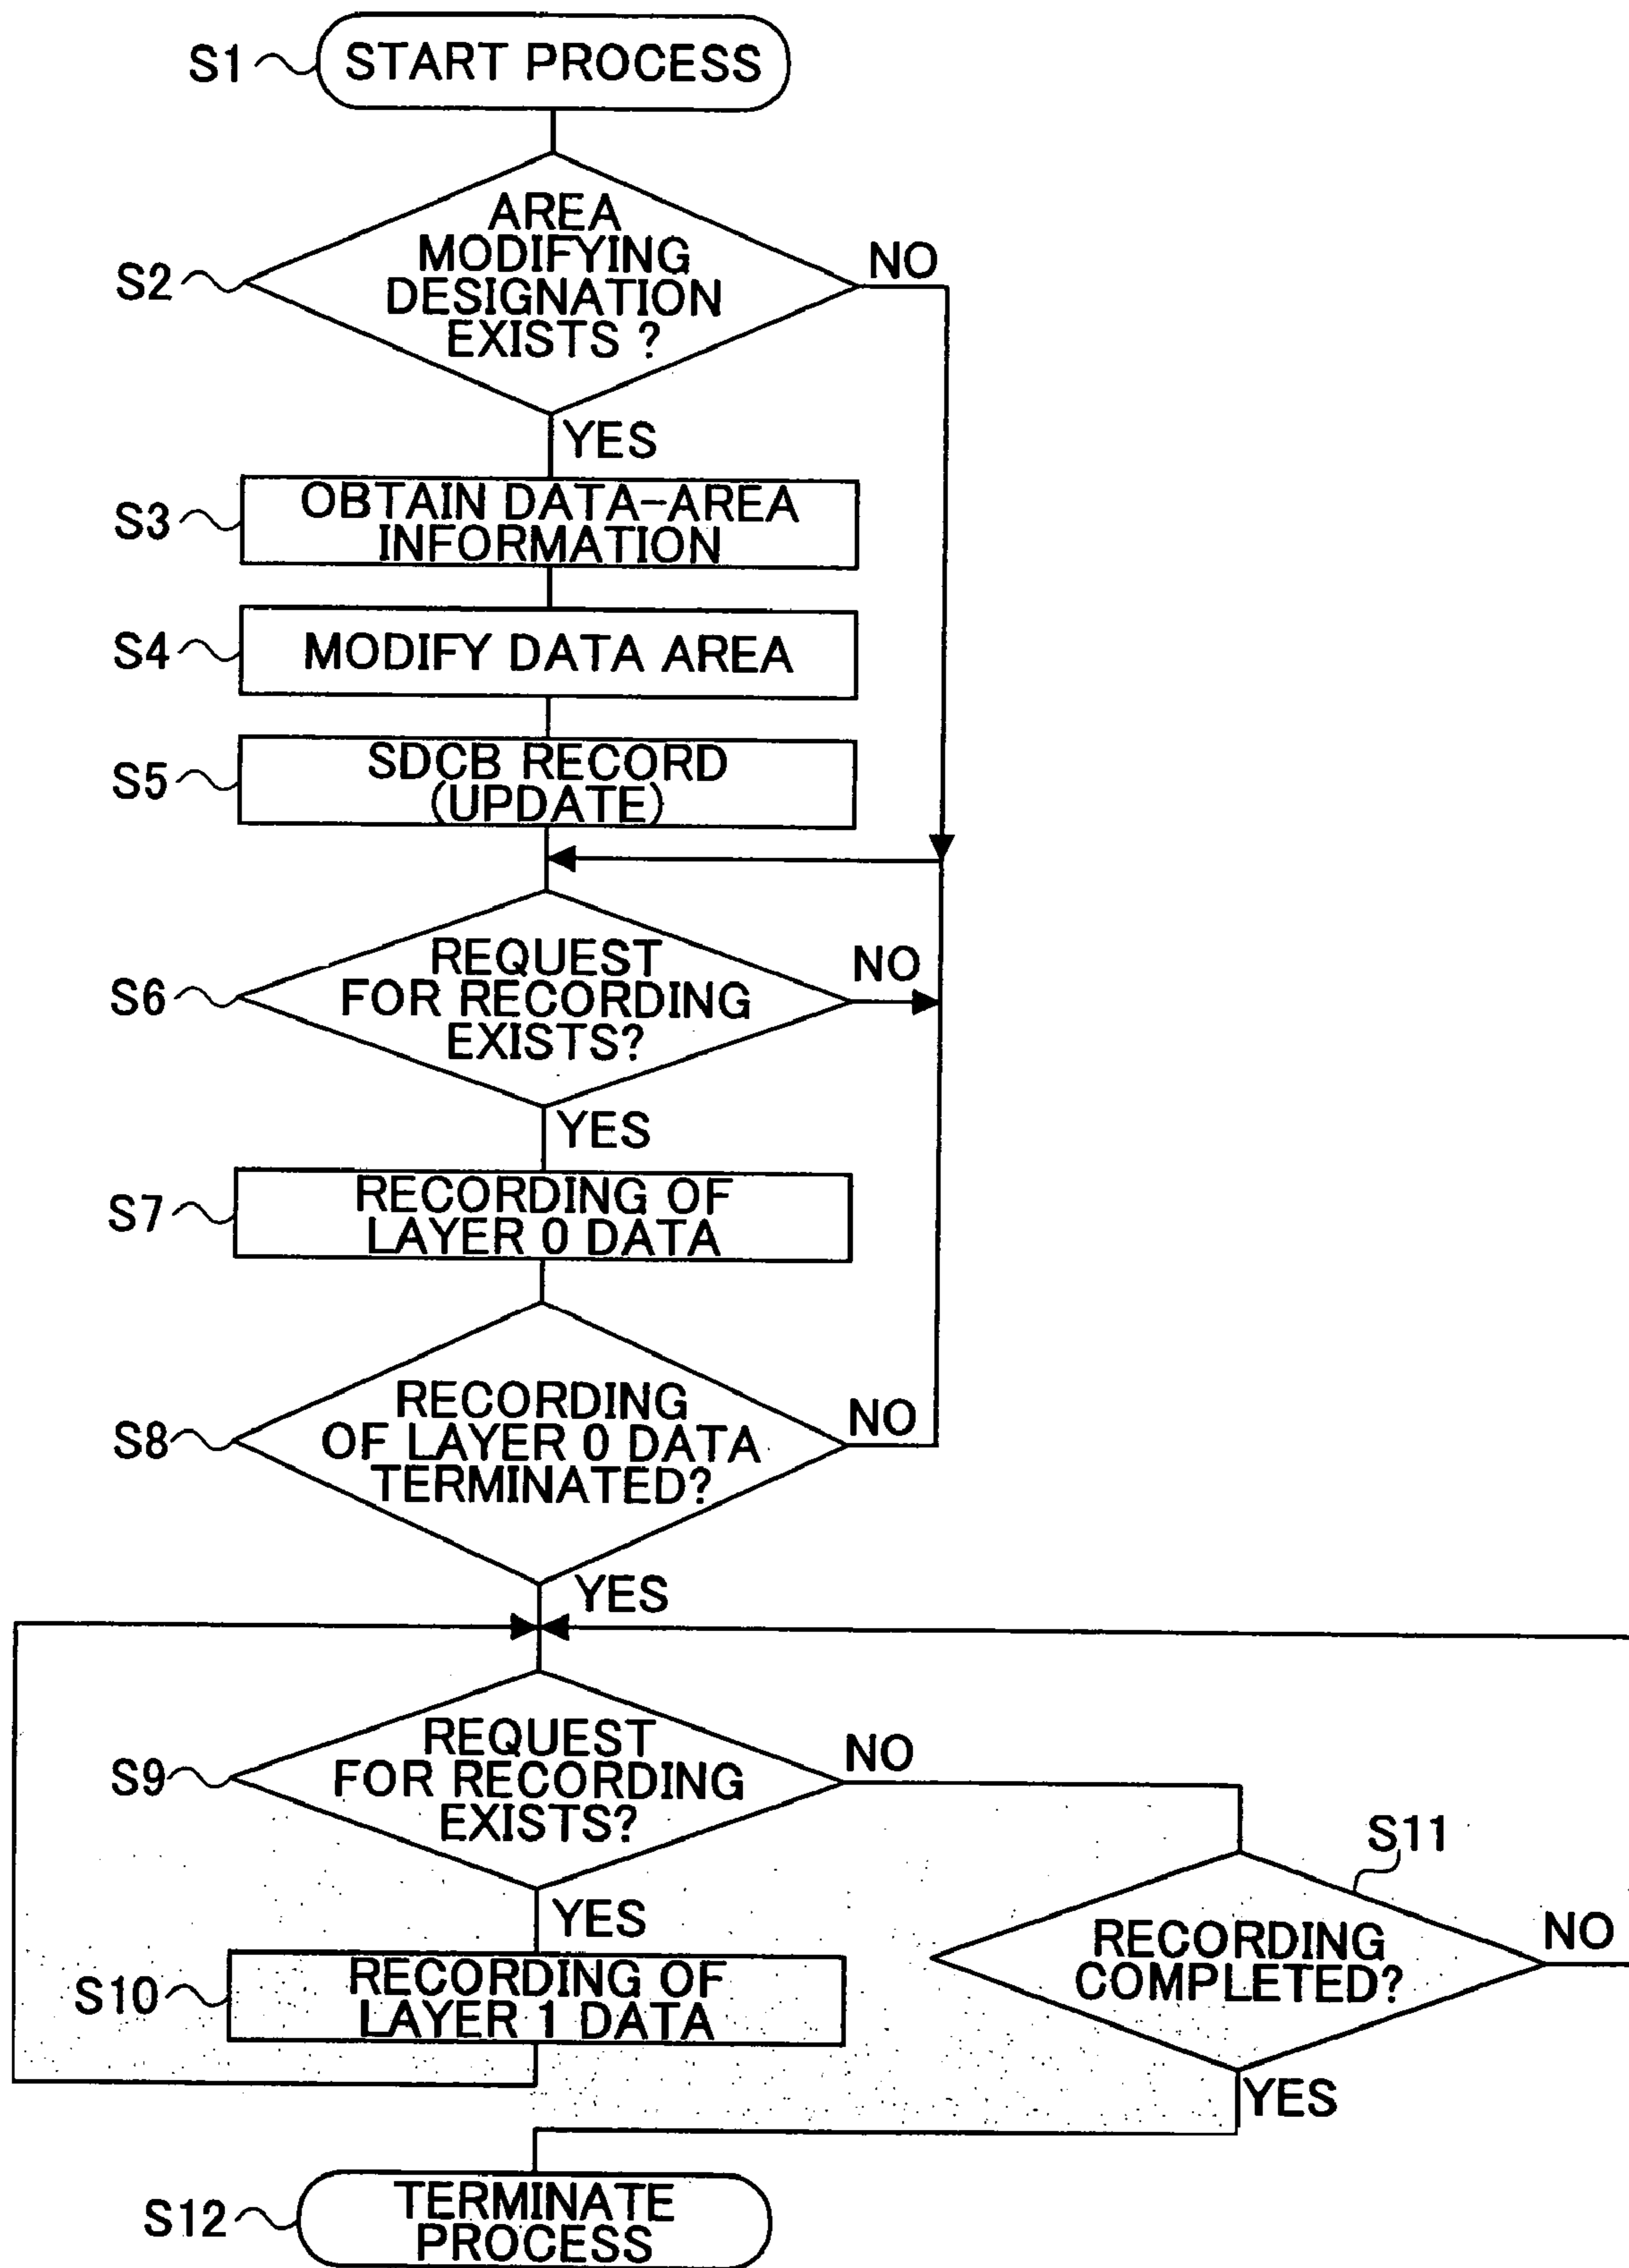 S1
START PROCESS
S2
AREA
MODIFYING
DESIGNATION
EXISTS ?
NO
YES
S3
OBTAIN DATA-AREA
INFORMATION
S4
MODIFY DATA AREA
S5
SDCB RECORD
(UPDATE)
S6
REQUEST
FOR RECORDING
EXISTS?
NO
YES
S7
RECORDING OF
LAYER 0 DATA
S8
RECORDING
OF LAYER 0 DATA
TERMINATED?
NO
YES
S9
REQUEST
FOR RECORDING
EXISTS?
NO
YES
S10
RECORDING OF
LAYER 1 DATA
S11
RECORDING
COMPLETED?
NO
YES
S12
TERMINATE
PROCESS